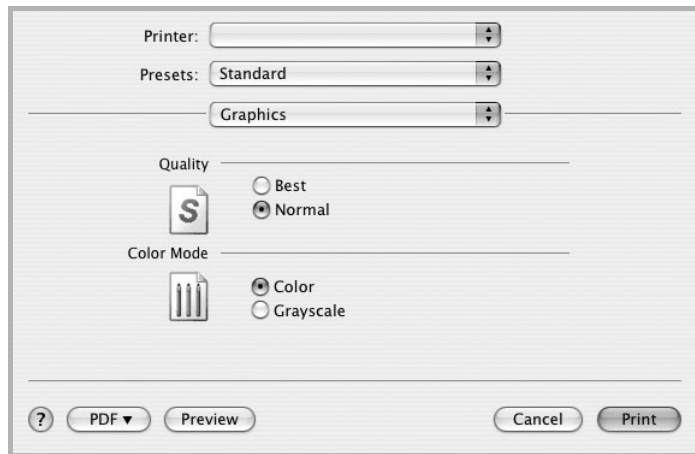 Printer:
Presets: Standard
Graphics
Quality
Best
S
Normal
Color Mode
Color
Grayscale
? PDF▼ Preview Cancel Print